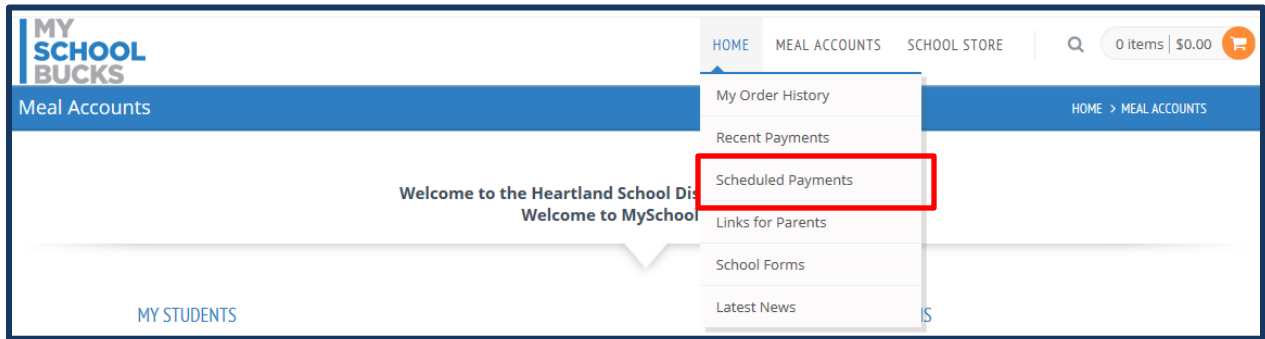 MY
SCHOOL
BUCKS
HOME MEAL ACCOUNTS SCHOOL STORE 0 items | $0.00
Meal Accounts
HOME > MEAL ACCOUNTS
My Order History
Recent Payments
Scheduled Payments
Links for Parents
School Forms
Latest News
Welcome to the Heartland School
Welcome to MySchool
MY STUDENTS